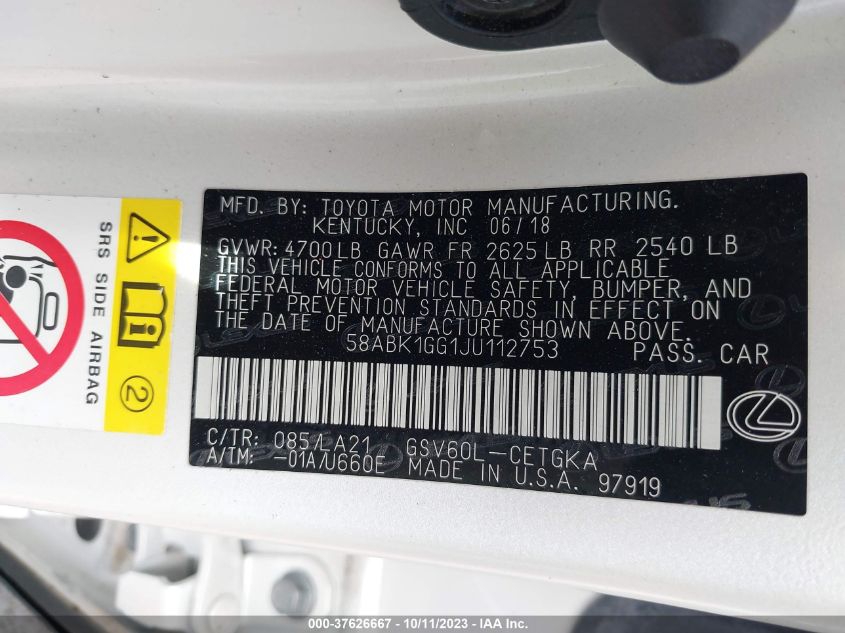 MFD. BY: TOYOTA MOTOR MANUFACTURING.
KENTUCKY, INC 06/18
GVWR: 4700LB GAWR FR 2625LB RR 2540 LB
THIS VEHICLE CONFORMS TO ALL APPLICABLE
FEDERAL MOTOR VEHICLE SAFETY, BUMPER, AND
THEFT PREVENTION STANDARDS IN EFFECT ON
THE DATE OF MANUFACTURE SHOWN ABOVE.
58ABK1GG1JU112753 PASS. CAR
C/TR: 085/LA21 GSV60L-CETGKA
A/TM: -01A/U660E MADE IN U.S.A. 97919
SRS SIDE AIRBAG
2
000-37626667 - 10/11/2023 - IAAI.COM